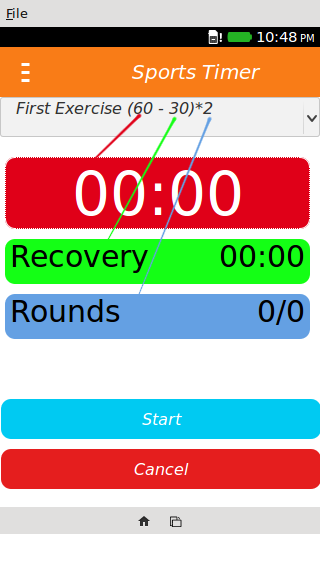 File
10:48 PM
Sports Timer
First Exercise (60 - 30)*2
00:00
Recovery 00:00
Rounds 0/0
Start
Cancel